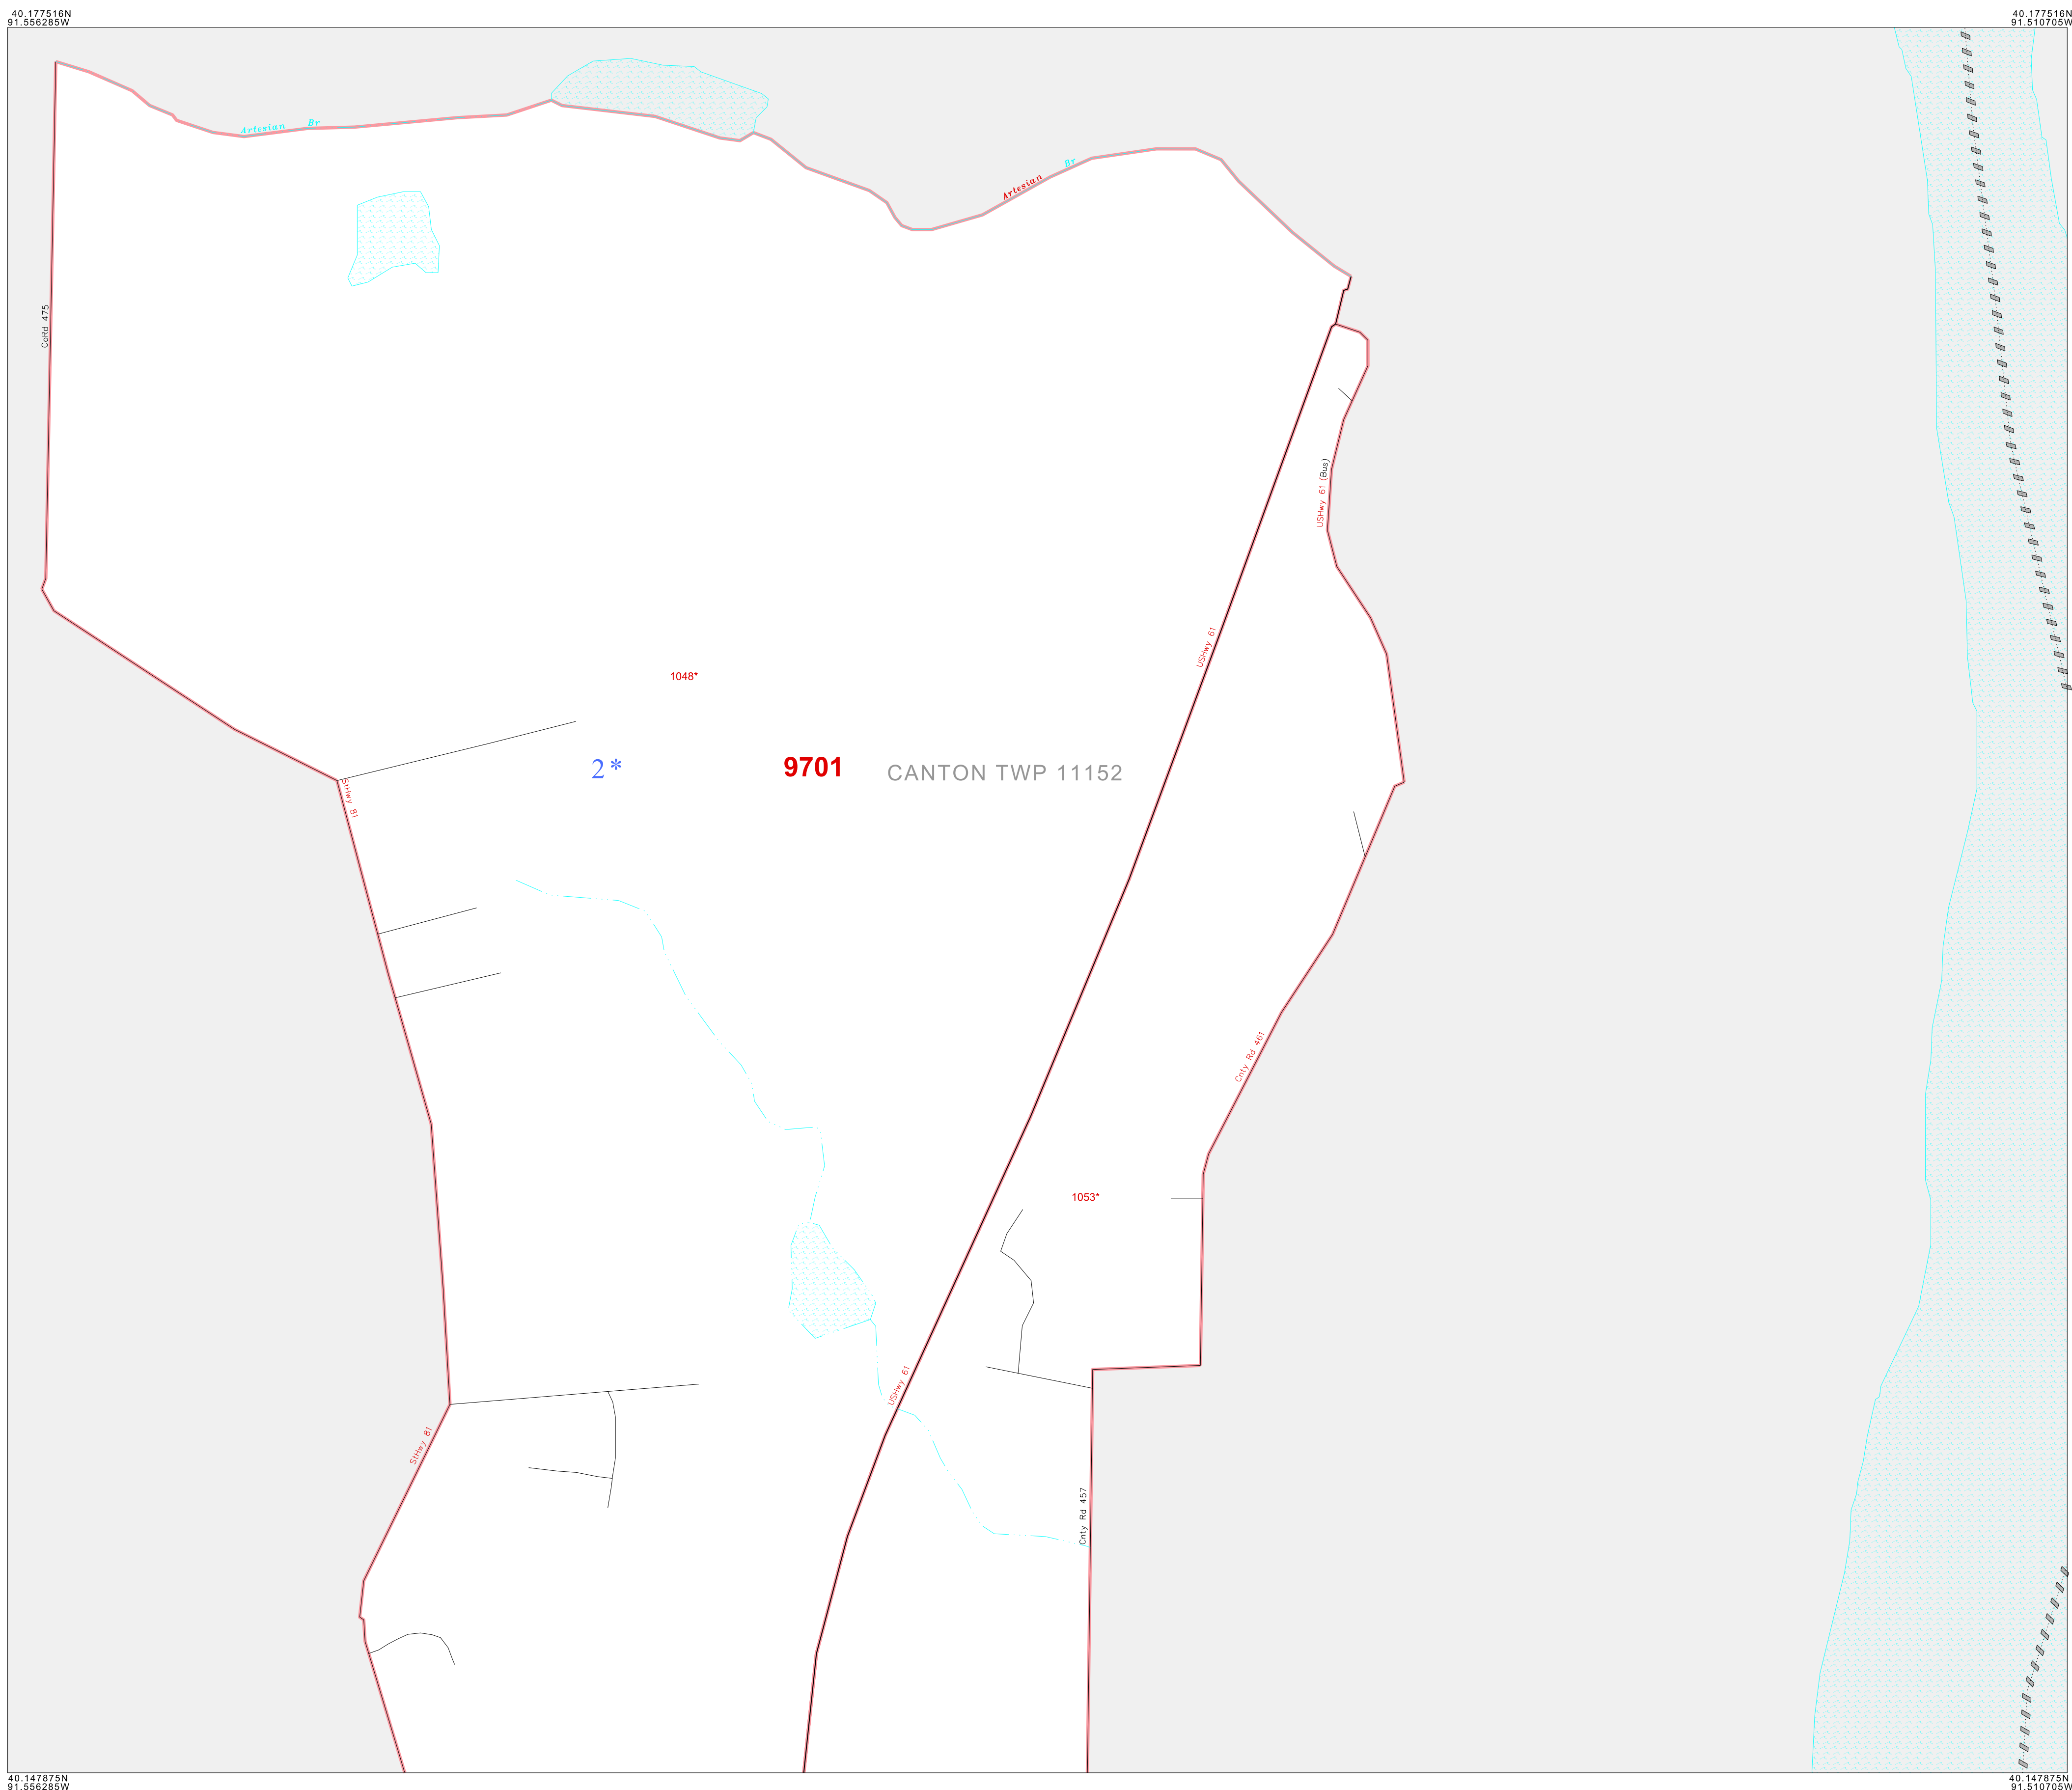 40.177516N
91.556285W
40.177516N
91.510705W
Artesian Br
Artesian Br
CoRd 475
USHwy 61 (Bus)
USHwy 61
1048*
2*
9701
CANTON TWP 11152
StHwy 81
Cnty Rd 461
1053*
USHwy 61
StHwy 81
Cnty Rd 457
40.147875N
91.556285W
40.147875N
91.510705W